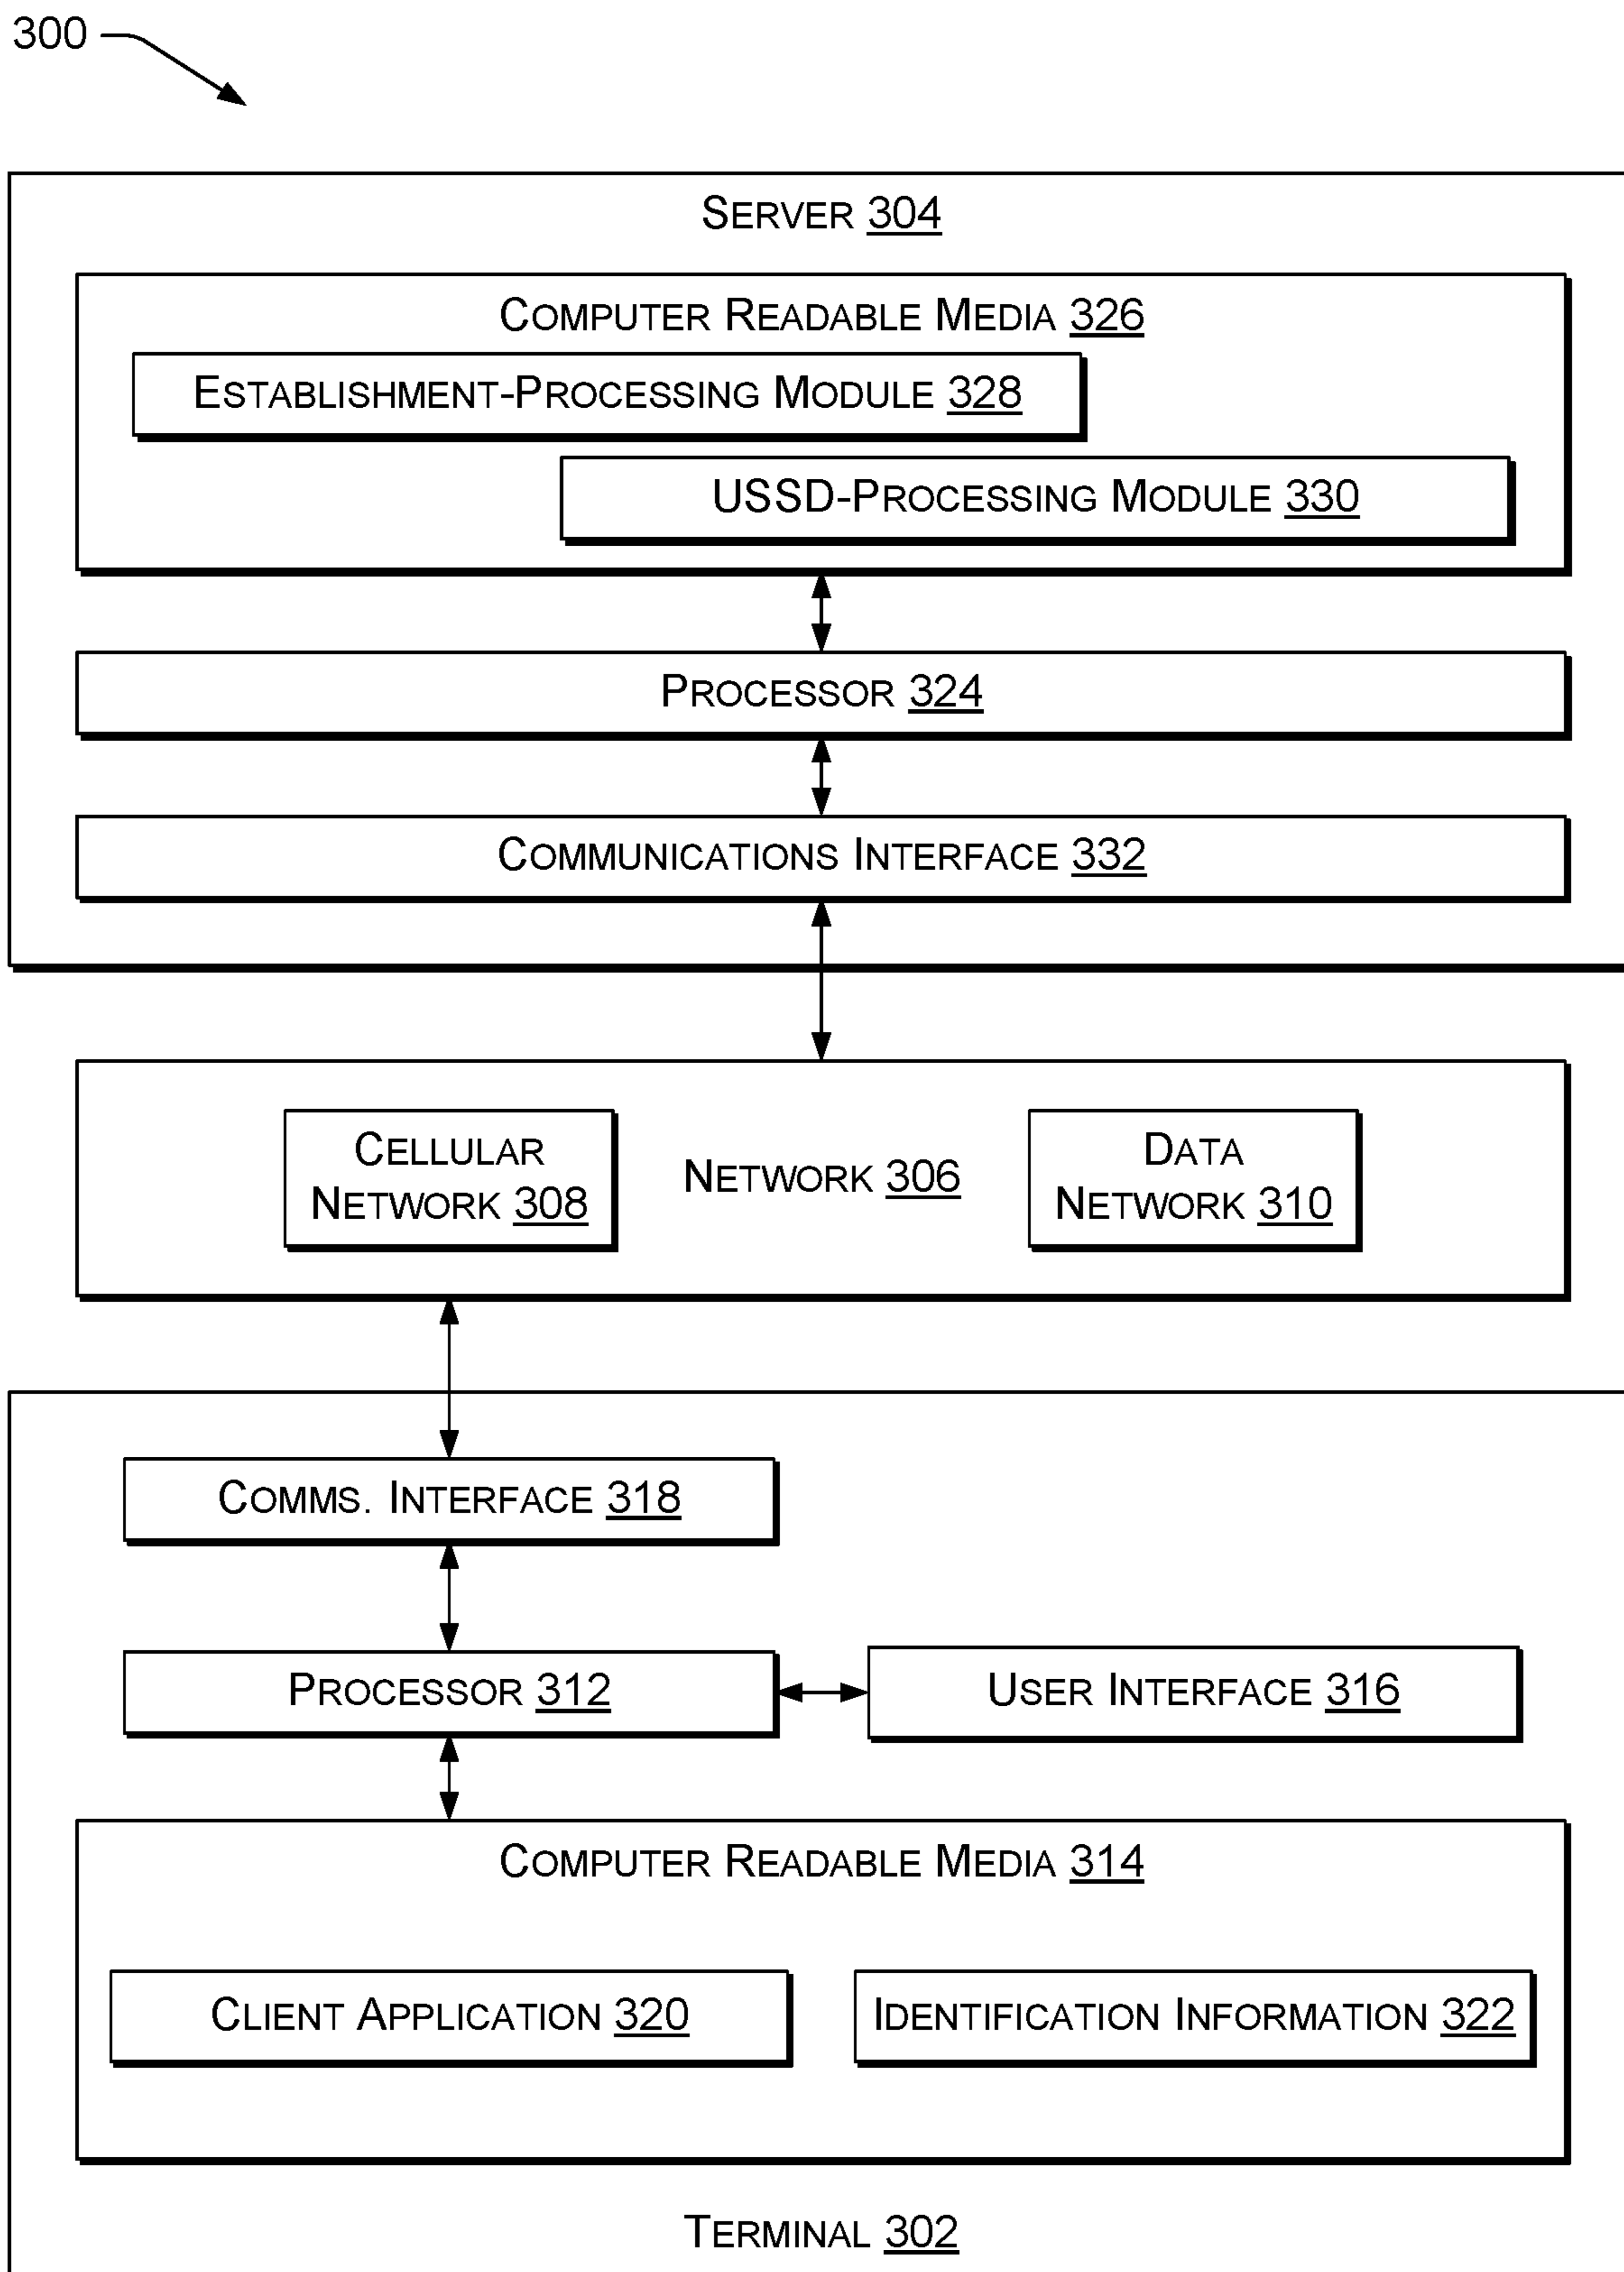 300
SERVER 304
COMPUTER READABLE MEDIA 326
ESTABLISHMENT-PROCESSING MODULE 328
USSD-PROCESSING MODULE 330
PROCESSOR 324
COMMUNICATIONS INTERFACE 332
CELLULAR
NETWORK 308
NETWORK 306
DATA
NETWORK 310
COMMS. INTERFACE 318
PROCESSOR 312
USER INTERFACE 316
COMPUTER READABLE MEDIA 314
CLIENT APPLICATION 320
IDENTIFICATION INFORMATION 322
TERMINAL 302